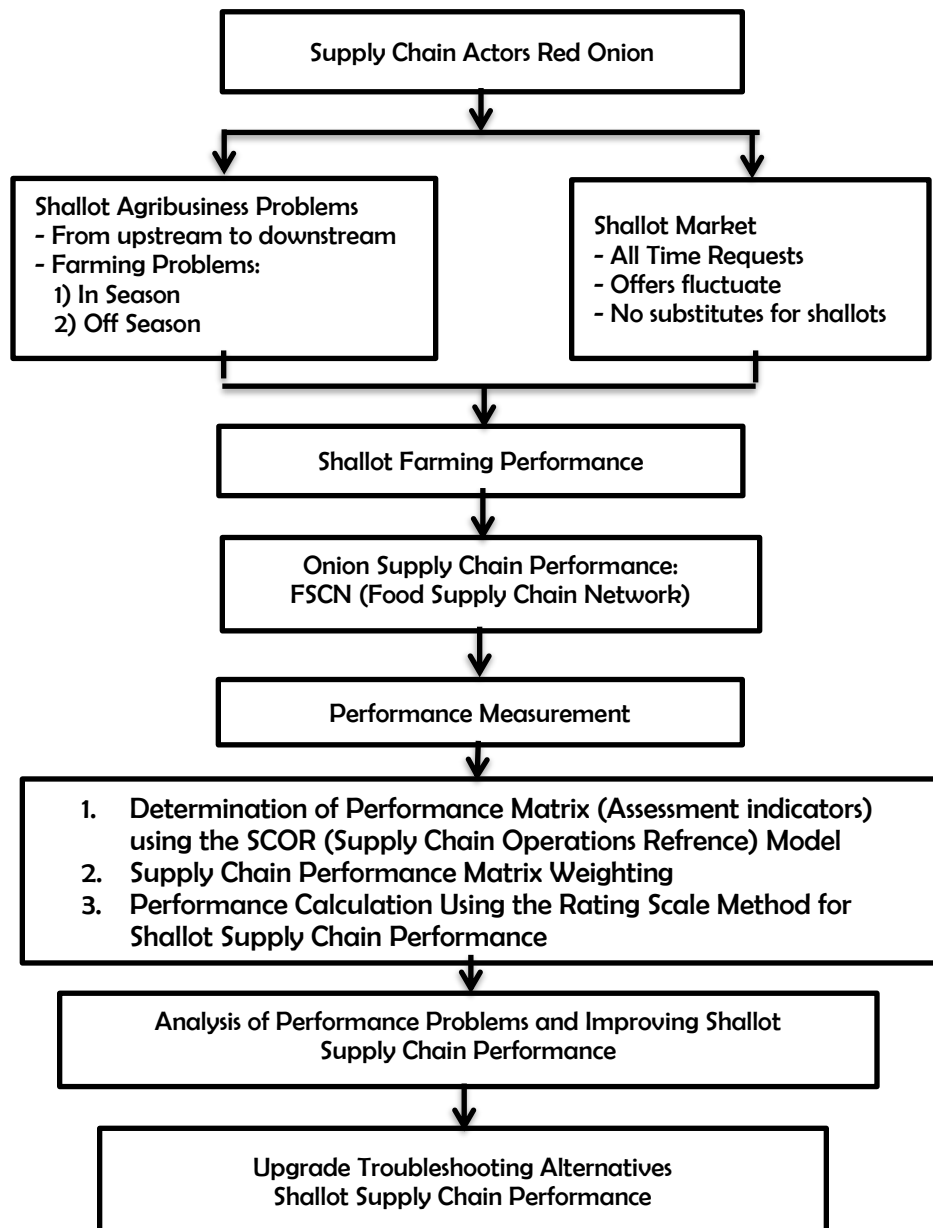 Supply Chain Actors Red Onion
Shallot Agribusiness Problems
- From upstream to downstream
- Farming Problems:
1) In Season
2) Off Season
Shallot Market
- All Time Requests
- Offers fluctuate
- No substitutes for shallots
Shallot Farming Performance
Onion Supply Chain Performance:
FSCN (Food Supply Chain Network)
Performance Measurement
1. Determination of Performance Matrix (Assessment indicators)
using the SCOR (Supply Chain Operations Refrence) Model
2. Supply Chain Performance Matrix Weighting
3. Performance Calculation Using the Rating Scale Method for
Shallot Supply Chain Performance
Analysis of Performance Problems and Improving Shallot
Supply Chain Performance
Upgrade Troubleshooting Alternatives
Shallot Supply Chain Performance